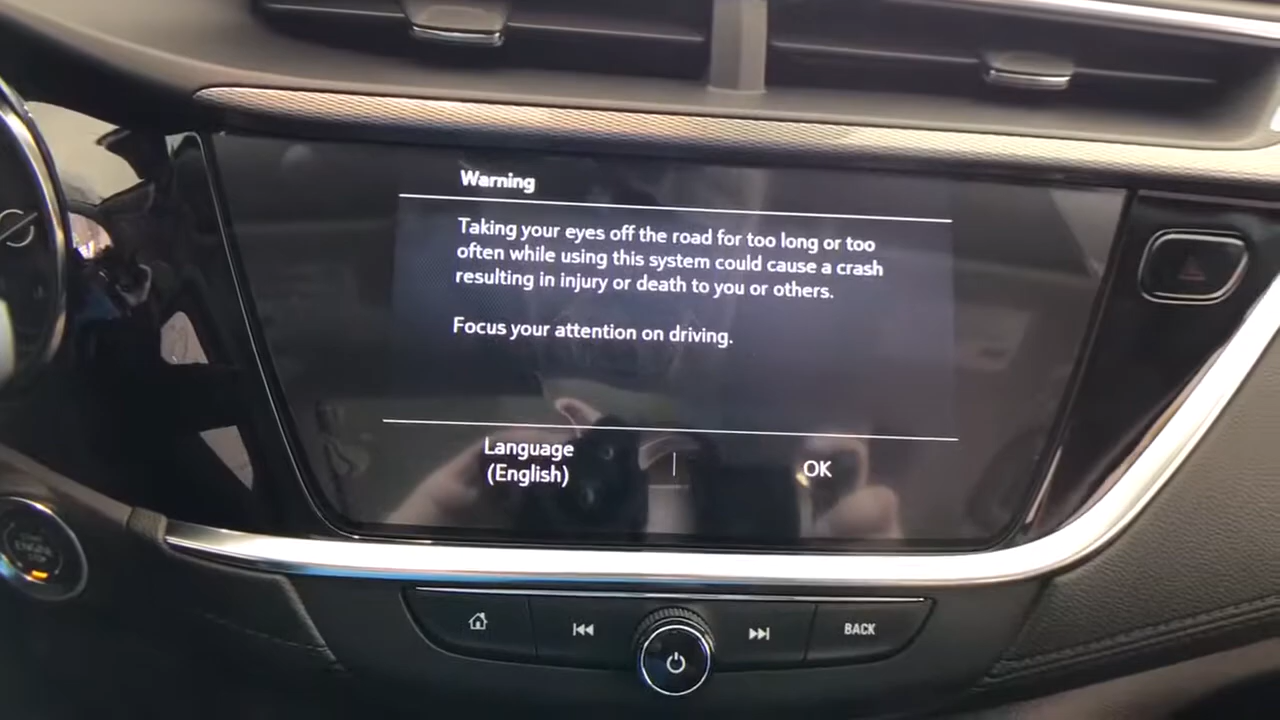 Warning
Taking your eyes off the road for too long or too
often while using this system could cause a crash
resulting in injury or death to you or others.
Focus your attention on driving.
Language
(English)
OK
BACK